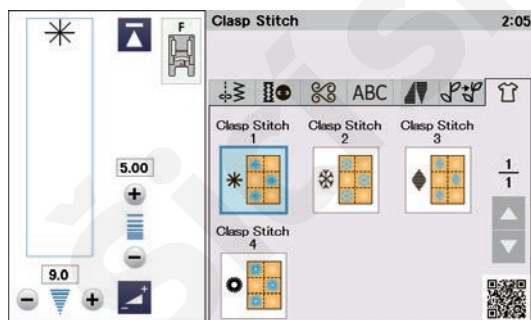 F
Clasp Stitch
2:05
ABC
Clasp Stitch
1
Clasp Stitch
2
Clasp Stitch
3
5.00
1
1
Clasp Stitch
4
9.0